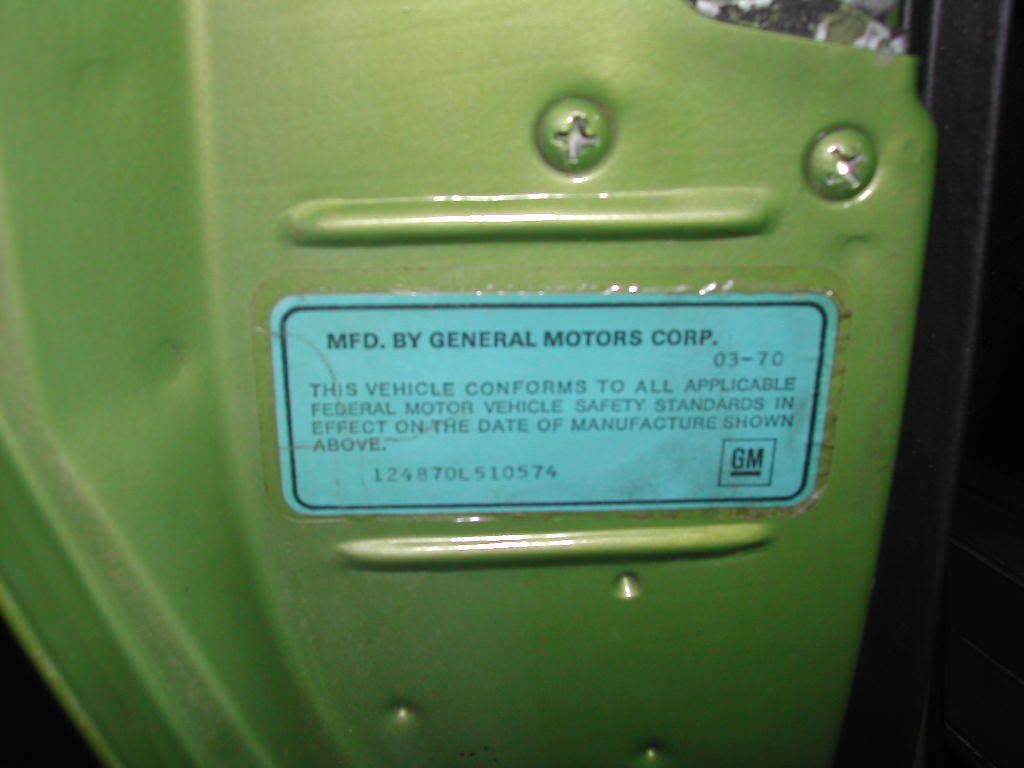 MFD. BY GENERAL MOTORS CORP.
03-70
THIS VEHICLE CONFORMS TO ALL APPLICABLE
FEDERAL MOTOR VEHICLE SAFETY STANDARDS IN
EFFECT ON THE DATE OF MANUFACTURE SHOWN
ABOVE.
124870L510574
GM